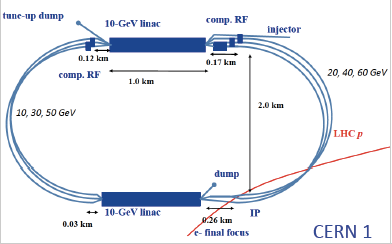 tune-up dump
10-GeV linac
comp. RF
injector
0.12 km
comp. RF
0.17 km
20, 40, 60 GeV
1.0 km
2.0 km
10, 30, 50 GeV
LHC p
dump
0.03 km
10-GeV linac
0.26 km
IP
e- final focus
CERN 1